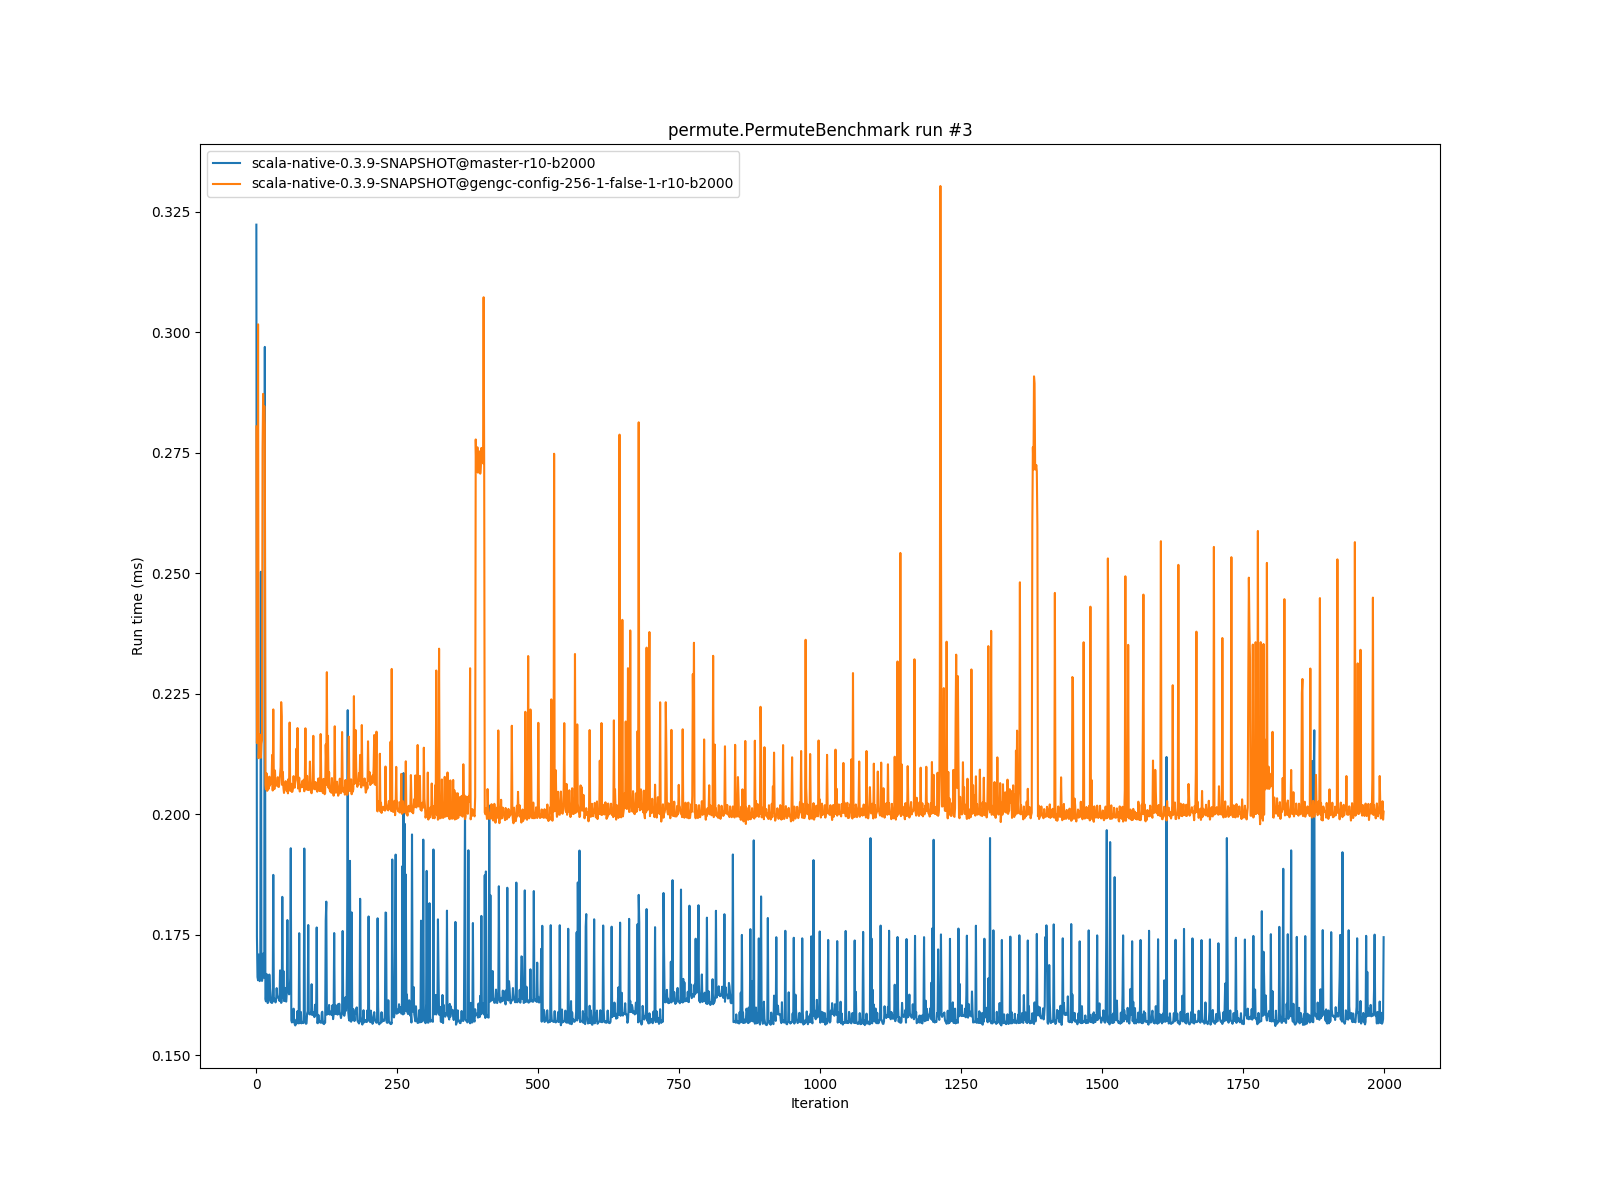 permute.PermuteBenchmark run #3
scala-native-0.3.9-SNAPSHOT@master-r10-b2000
scala-native-0.3.9-SNAPSHOT@gengc-config-256-1-false-1-r10-b2000
0.325
0.300
0.275
0.250
0.225
0.200
0.175
0.150
Run time (ms)
0 250 500 750 1000 1250 1500 1750 2000
Iteration